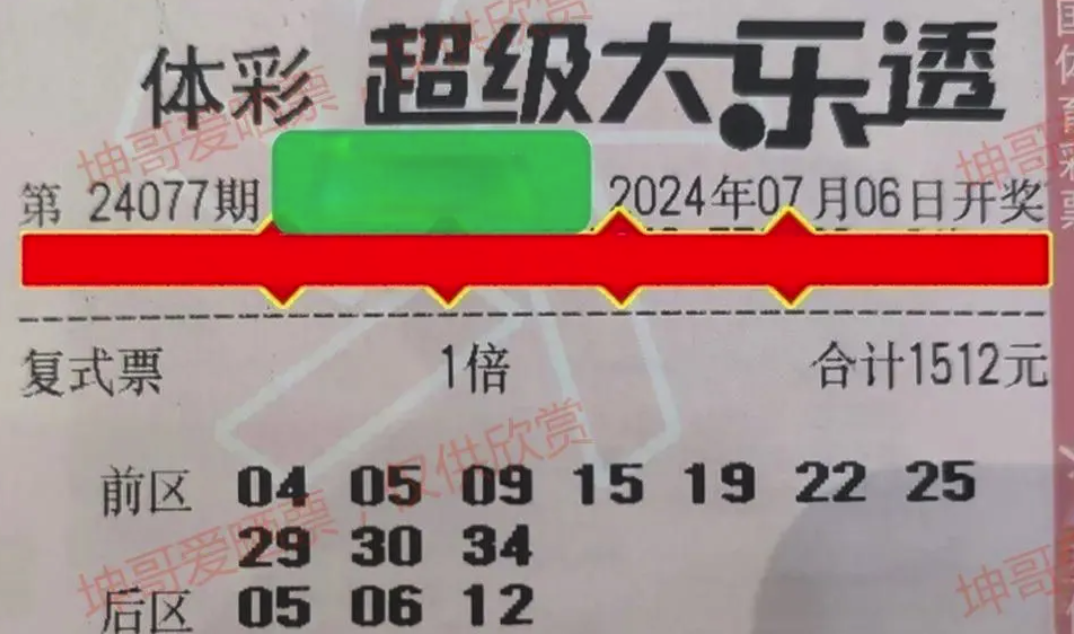 体彩 超级大乐透
第 24077期 2024年07月06日开奖
复式票 1倍 合计1512元
前区 04 05 09 15 19 22 25
29 30 34
后区 05 06 12
坤哥爱晒票 仅供欣赏
坤哥爱晒票 仅供欣赏
坤哥
坤哥
国体育彩票